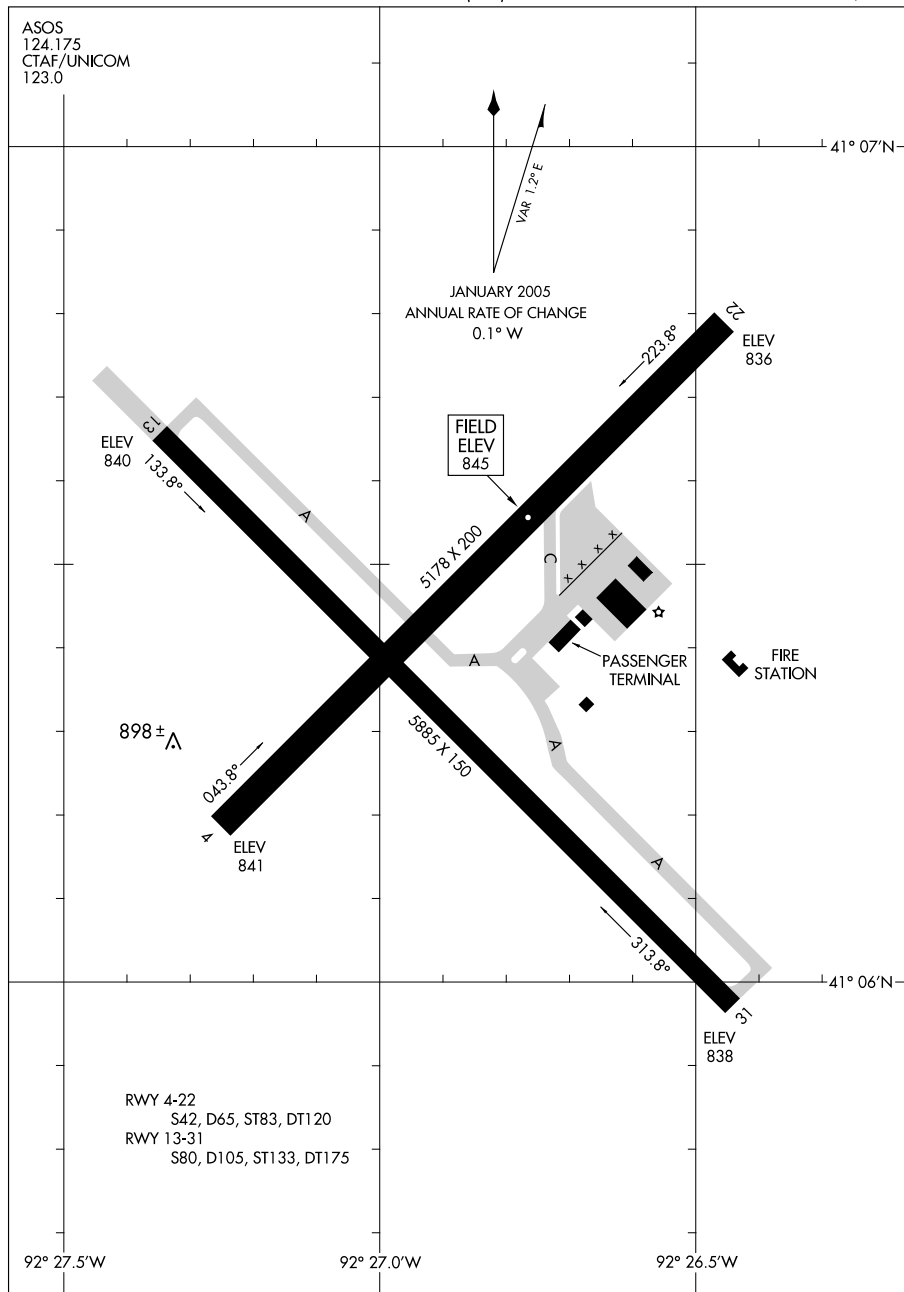 ASOS
124.175
CTAF/UNICOM
123.0
41° 07'N
VAR 1.2° E
JANUARY 2005
ANNUAL RATE OF CHANGE
0.1° W
22
ELEV
836
223.8°
13
ELEV
840
133.8°
FIELD
ELEV
845
A
5178 X 200
C
x x x x
A
PASSENGER
TERMINAL
FIRE
STATION
898 ±
5885 X 150
A
043.8°
4
ELEV
841
A
313.8°
41° 06'N
31
ELEV
838
RWY 4-22
S42, D65, ST83, DT120
RWY 13-31
S80, D105, ST133, DT175
92° 27.5'W
92° 27.0'W
92° 26.5'W